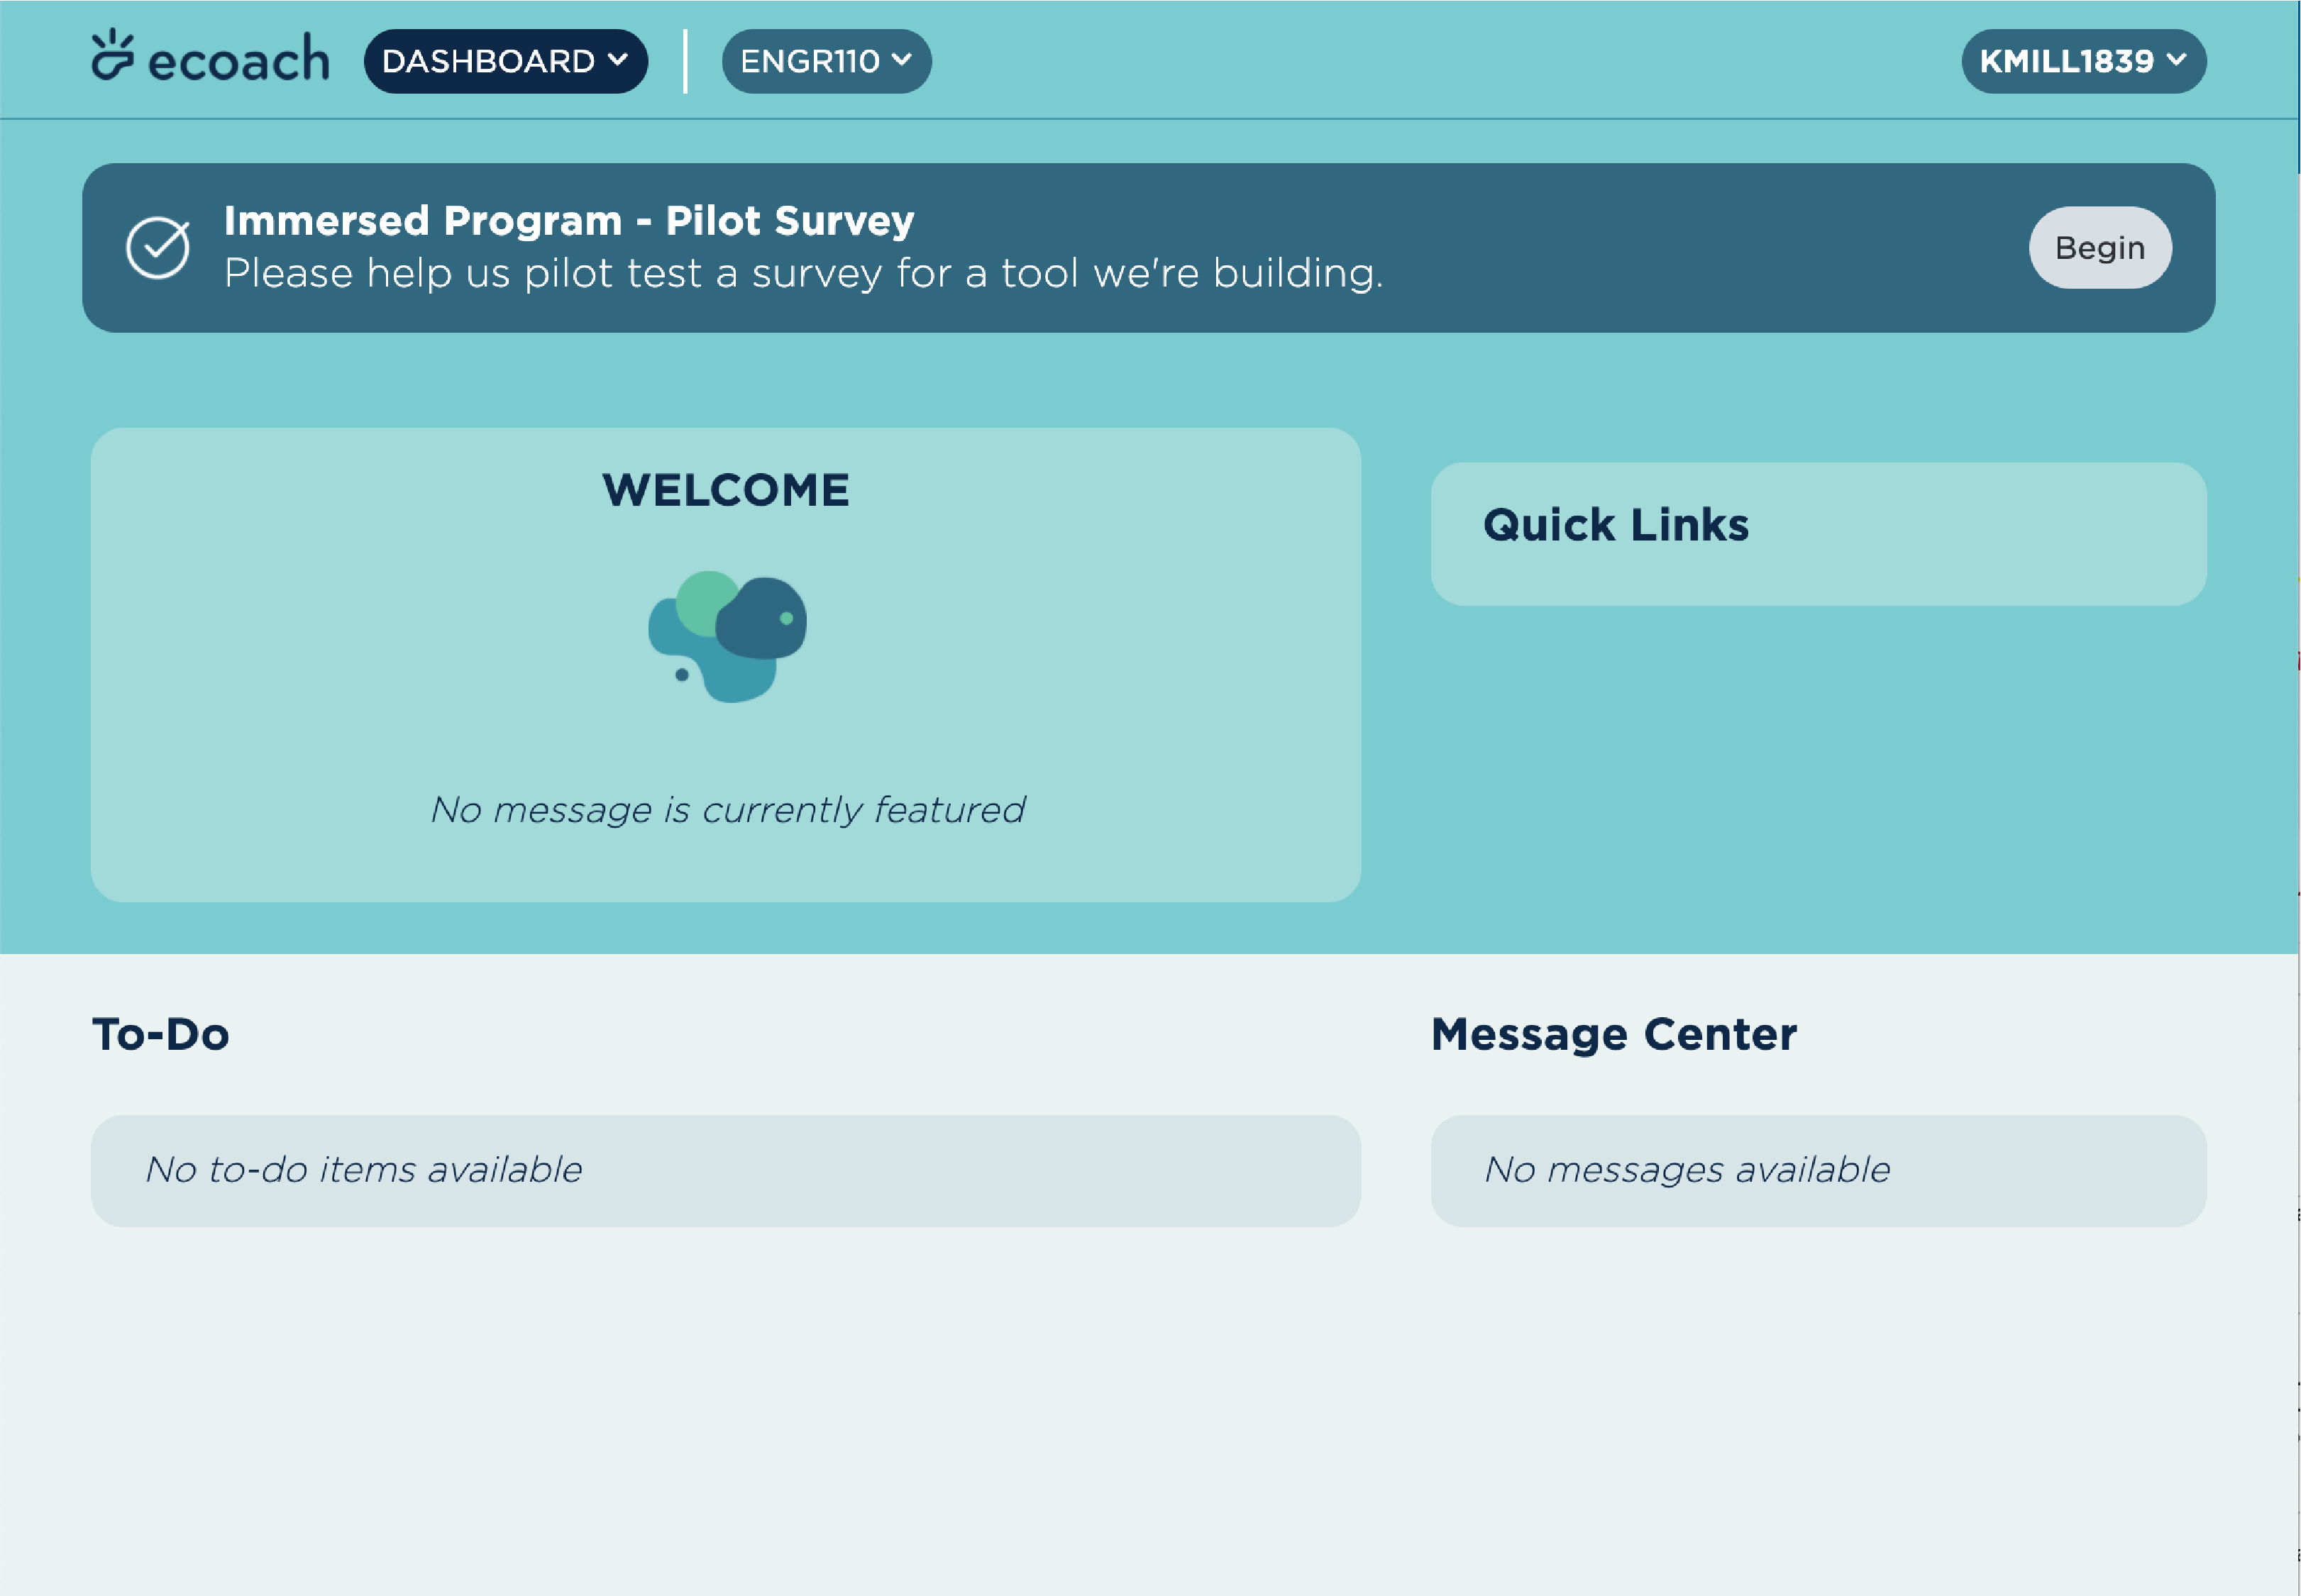 ecoach
DASHBOARD
ENGR110
KMILL1839
Immersed Program - Pilot Survey
Please help us pilot test a survey for a tool we're building.
Begin
WELCOME
No message is currently featured
Quick Links
To-Do
No to-do items available
Message Center
No messages available